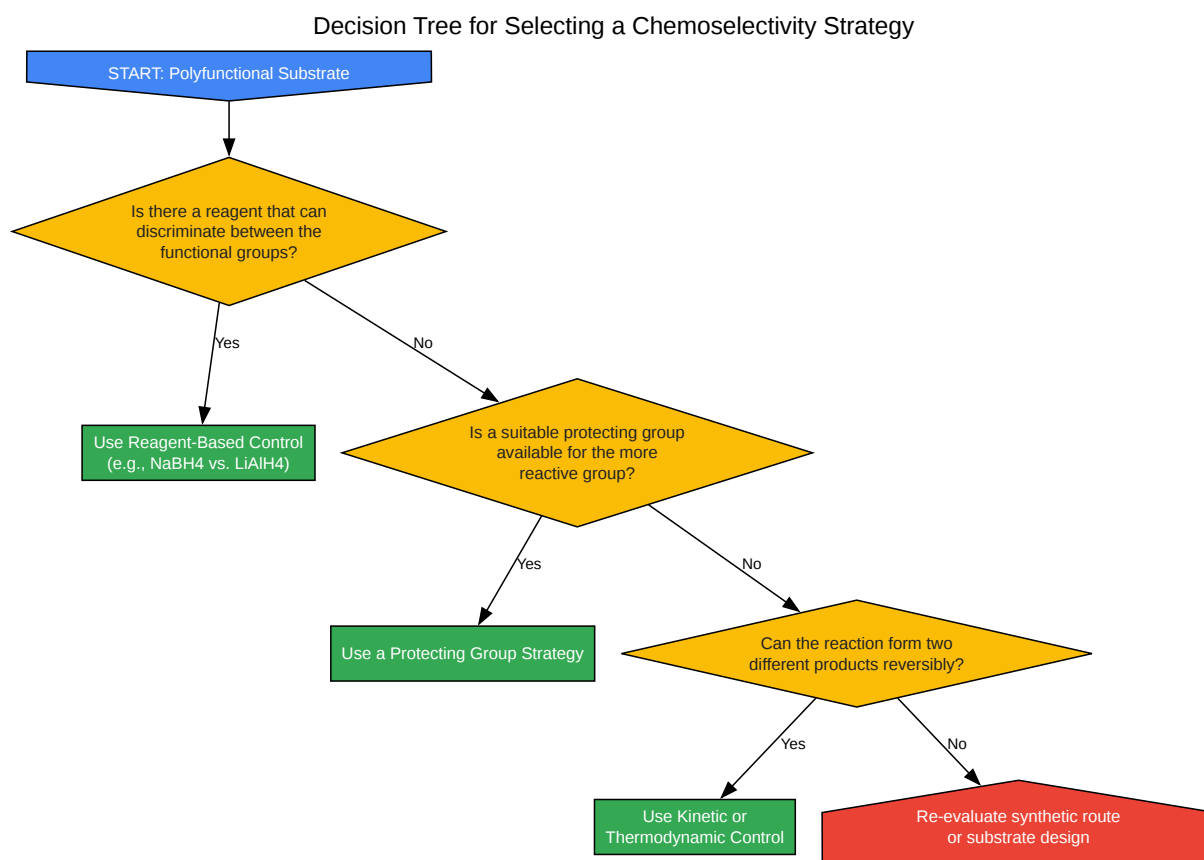 Decision Tree for Selecting a Chemoselectivity Strategy
START: Polyfunctional Substrate
Is there a reagent that can
discriminate between the
functional groups?
Yes
No
Use Reagent-Based Control
(e.g., NaBH4 vs. LiAlH4)
Is a suitable protecting group
available for the more
reactive group?
Yes
No
Use a Protecting Group Strategy
Can the reaction form two
different products reversibly?
Yes
No
Use Kinetic or
Thermodynamic Control
Re-evaluate synthetic route
or substrate design